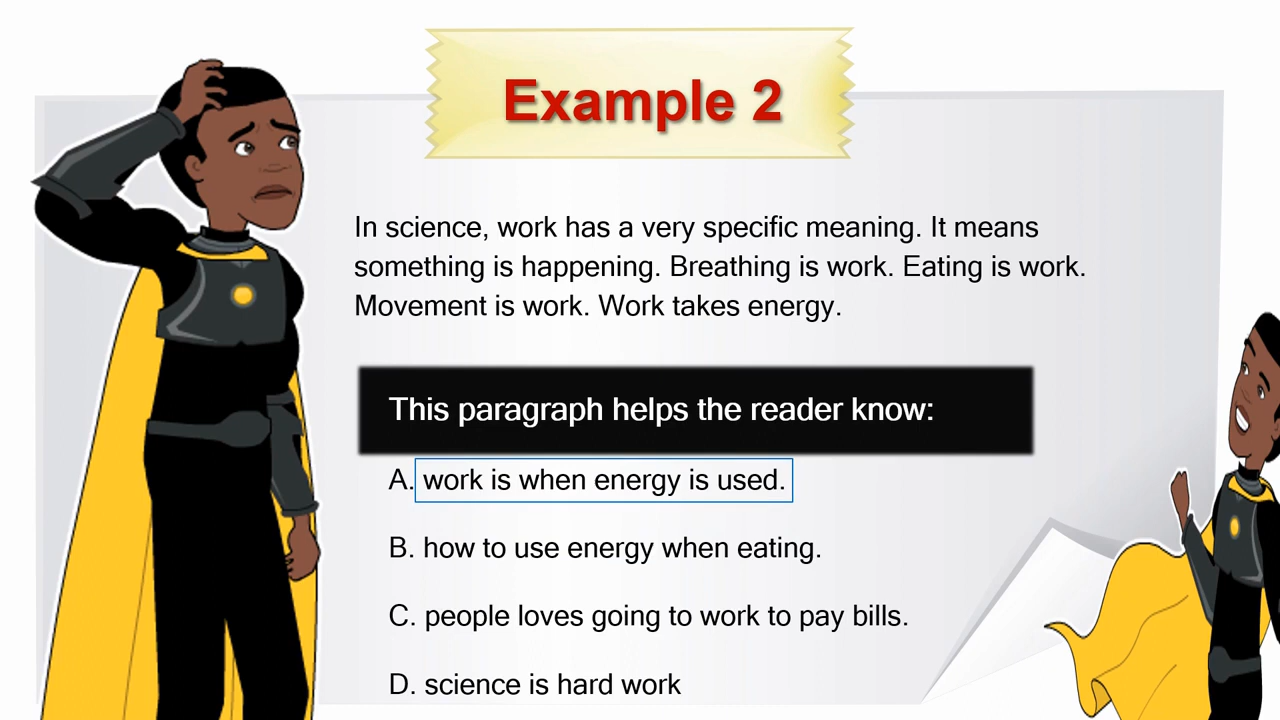 Example 2
In science, work has a very specific meaning. It means
something is happening. Breathing is work. Eating is work.
Movement is work. Work takes energy.
This paragraph helps the reader know:
A. work is when energy is used.
B. how to use energy when eating.
C. people loves going to work to pay bills.
D. science is hard work